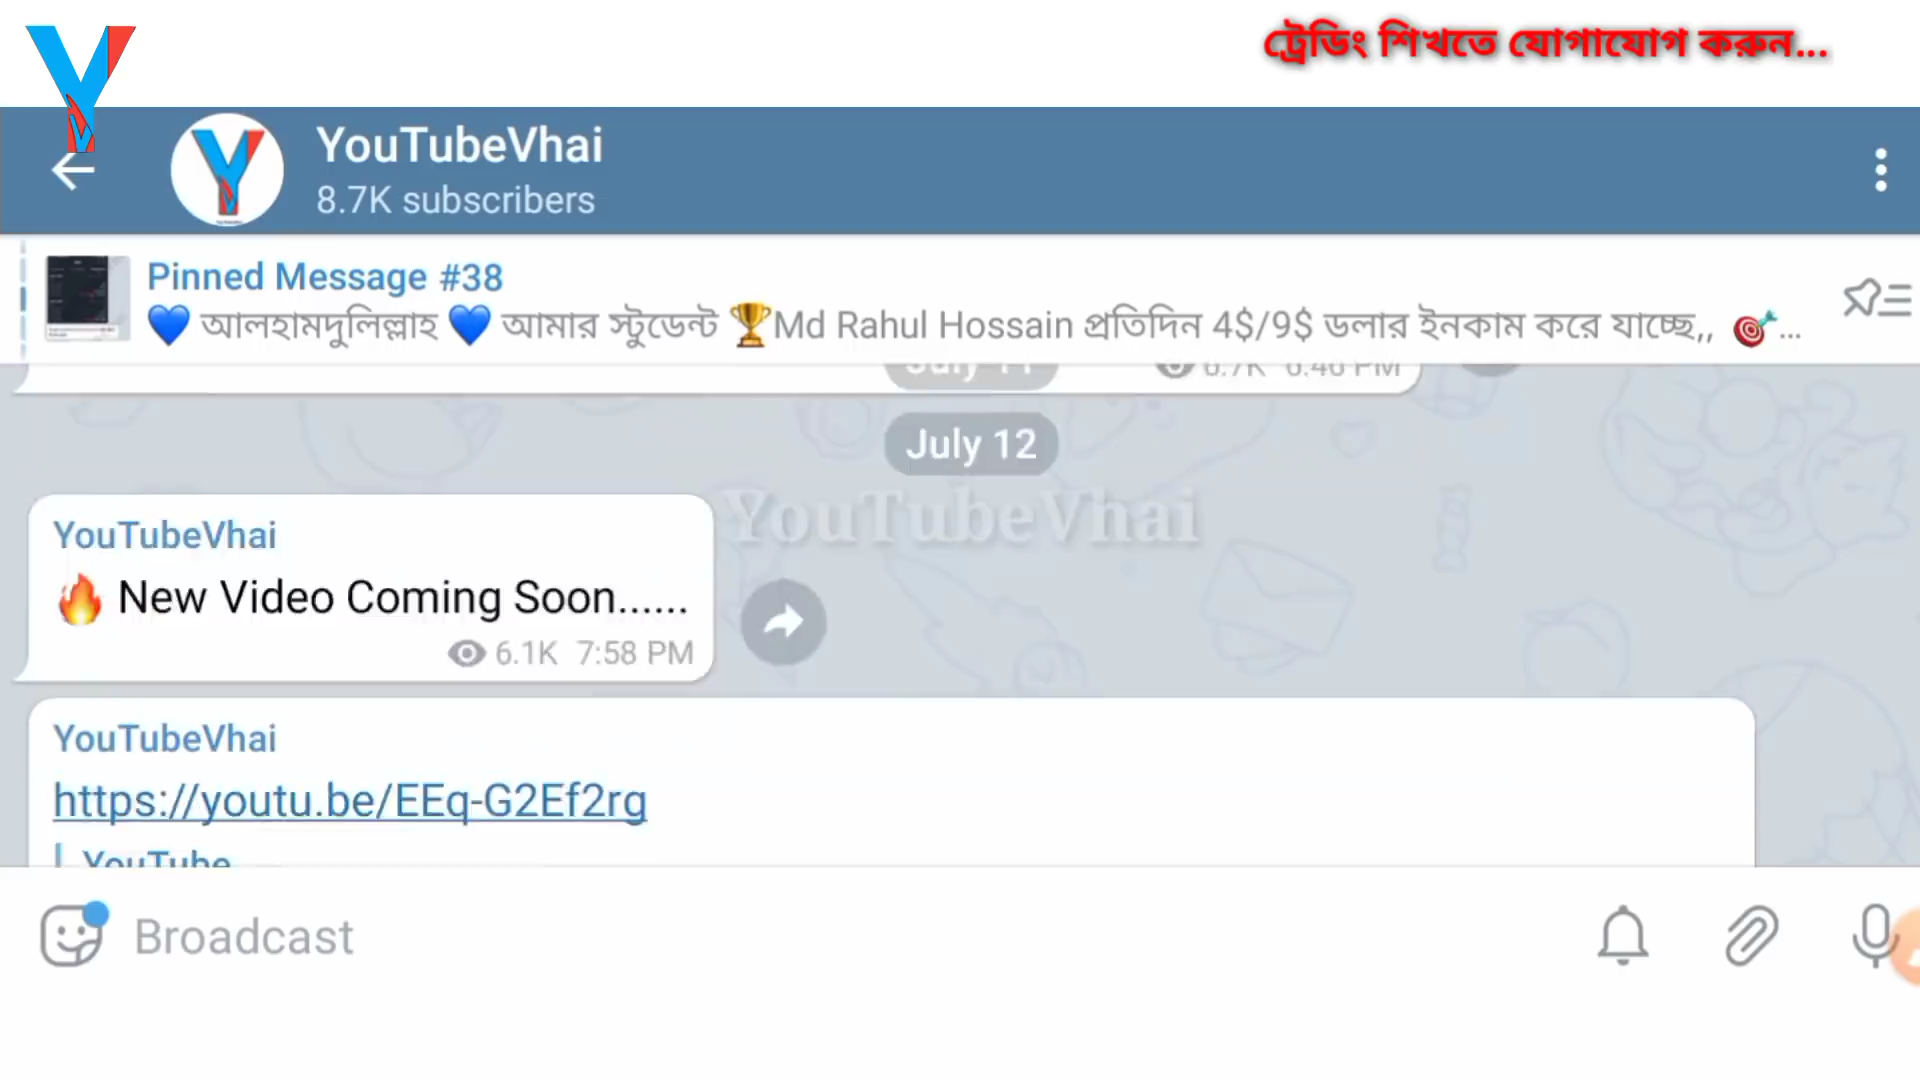 ট্রেডিং শিখতে যোগাযোগ করুন...
YouTubeVhai
8.7K subscribers
Pinned Message #38
💙 আলহামদুলিল্লাহ 💙 আমার স্টুডেন্ট 🏆Md Rahul Hossain প্রতিদিন 4$/9$ ডলার ইনকাম করে যাচ্ছে,, 🎯...
July 11 6.7K 6:46 PM
July 12
YouTubeVhai
YouTubeVhai
🔥 New Video Coming Soon......
6.1K 7:58 PM
YouTubeVhai
https://youtu.be/EEq-G2Ef2rg
YouTube
Broadcast